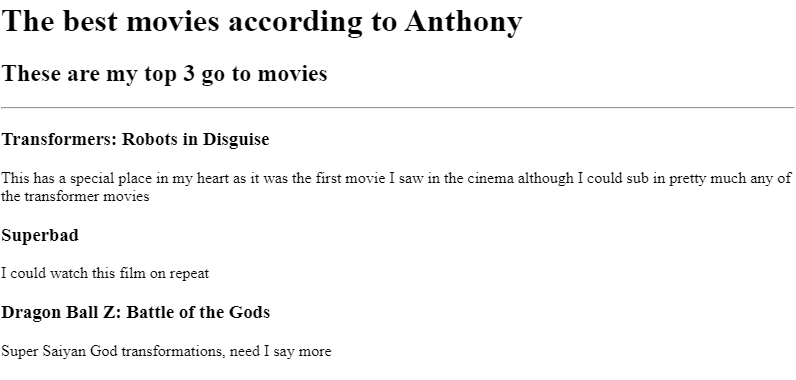 The best movies according to Anthony
These are my top 3 go to movies
Transformers: Robots in Disguise
This has a special place in my heart as it was the first movie I saw in the cinema although I could sub in pretty much any of
the transformer movies
Superbad
I could watch this film on repeat
Dragon Ball Z: Battle of the Gods
Super Saiyan God transformations, need I say more